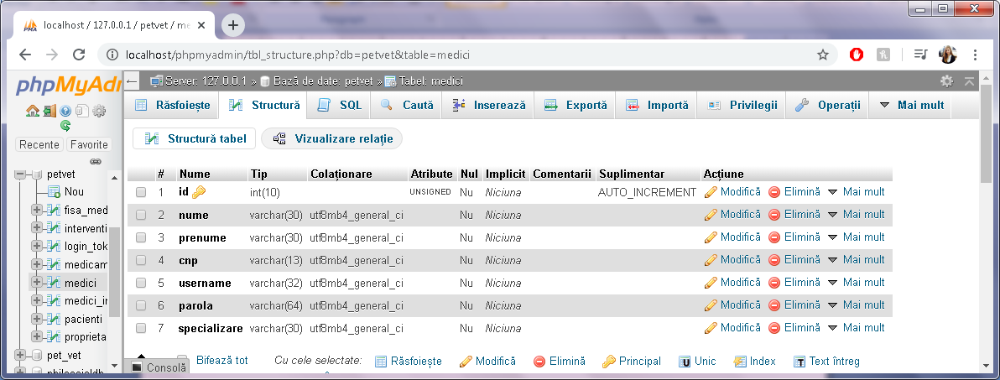 localhost / 127.0.0.1 / petvet / me
localhost/phpmyadmin/tbl_structure.php?db=petvet&table=medici
phpMyAdm
Server: 127.0.0.1 » Bază de date: petvet » Tabel: medici
Răsfoiește Structură SQL Caută Inserează Exportă Importă Privilegii Operații Mai mult
Recente Favorite
Structură tabel Vizualizare relație
petvet
Nou
fisa_med
interventi
login_tok
medicam
medici
medici_in
pacienti
proprieta
pet_vet
# Nume Tip Colaționare Atribute Nul Implicit Comentarii Suplimentar Acțiune
1 id int(10) UNSIGNED Nu Niciuna AUTO_INCREMENT Modifică Elimină Mai mult
2 nume varchar(30) utf8mb4_general_ci Nu Niciuna Modifică Elimină Mai mult
3 prenume varchar(30) utf8mb4_general_ci Nu Niciuna Modifică Elimină Mai mult
4 cnp varchar(13) utf8mb4_general_ci Nu Niciuna Modifică Elimină Mai mult
5 username varchar(32) utf8mb4_general_ci Nu Niciuna Modifică Elimină Mai mult
6 parola varchar(64) utf8mb4_general_ci Nu Niciuna Modifică Elimină Mai mult
7 specializare varchar(30) utf8mb4_general_ci Nu Niciuna Modifică Elimină Mai mult
Bifează tot Cu cele selectate: Răsfoiește Modifică Elimină Principal Unic Index Text întreg
Consolă